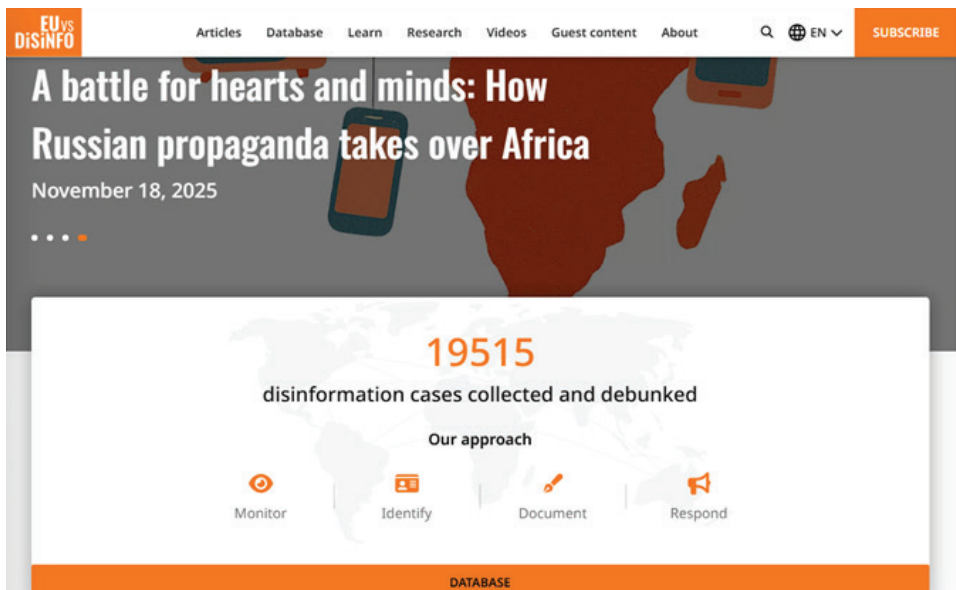 EUvs
DiSiNFO
Articles Database Learn Research Videos Guest content About EN SUBSCRIBE
A battle for hearts and minds: How
Russian propaganda takes over Africa
November 18, 2025
19515
disinformation cases collected and debunked
Our approach
Monitor Identify Document Respond
DATABASE